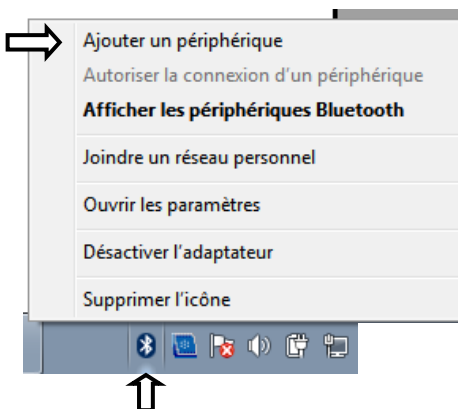 Ajouter un périphérique
Autoriser la connexion d'un périphérique
Afficher les périphériques Bluetooth
Joindre un réseau personnel
Ouvrir les paramètres
Désactiver l'adaptateur
Supprimer l'icône